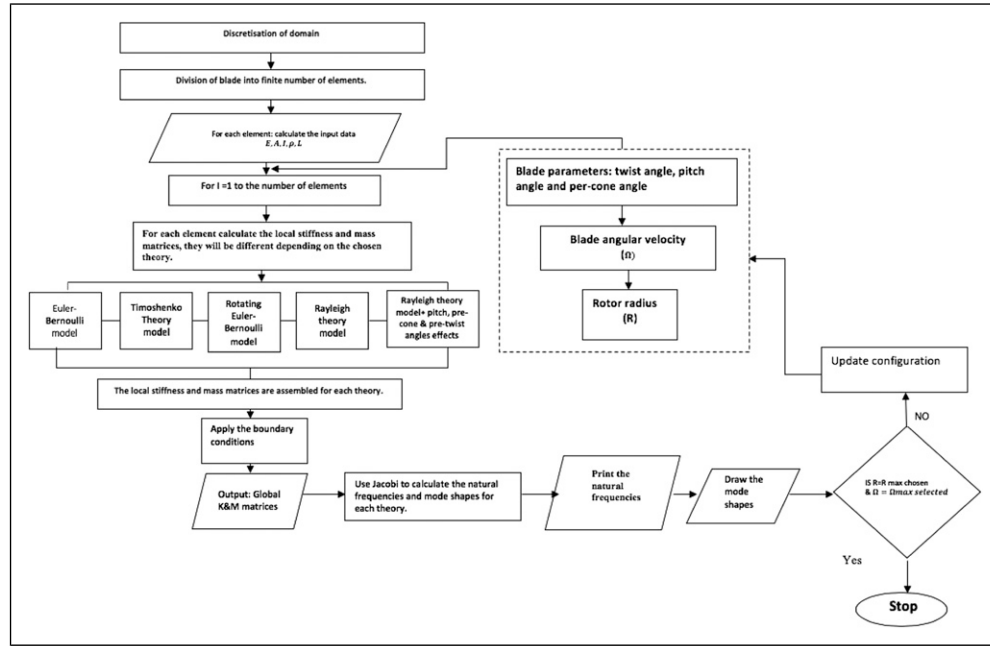 Discretisation of domain
Division of blade into finite number of elements.
For each element: calculate the input data
E, A, I, ρ, L
For I =1 to the number of elements
For each element calculate the local stiffness and mass
matrices, they will be different depending on the chosen
theory.
Euler-
Bernoulli
model
Timoshenko
Theory
model
Rotating
Euler-
Bernoulli
model
Rayleigh
theory
model
Rayleigh theory
model+ pitch, pre-
cone & pre-twist
angles effects
The local stiffness and mass matrices are assembled for each theory.
Apply the boundary
conditions
Output: Global
K&M matrices
Use Jacobi to calculate the natural
frequencies and mode shapes for
each theory.
Print the
natural
frequencies
Draw the
mode
shapes
IS R=R max chosen
& Ω = Ωmax selected
NO
Update configuration
Blade parameters: twist angle, pitch
angle and per-cone angle
Blade angular velocity
(Ω)
Rotor radius
(R)
Yes
Stop